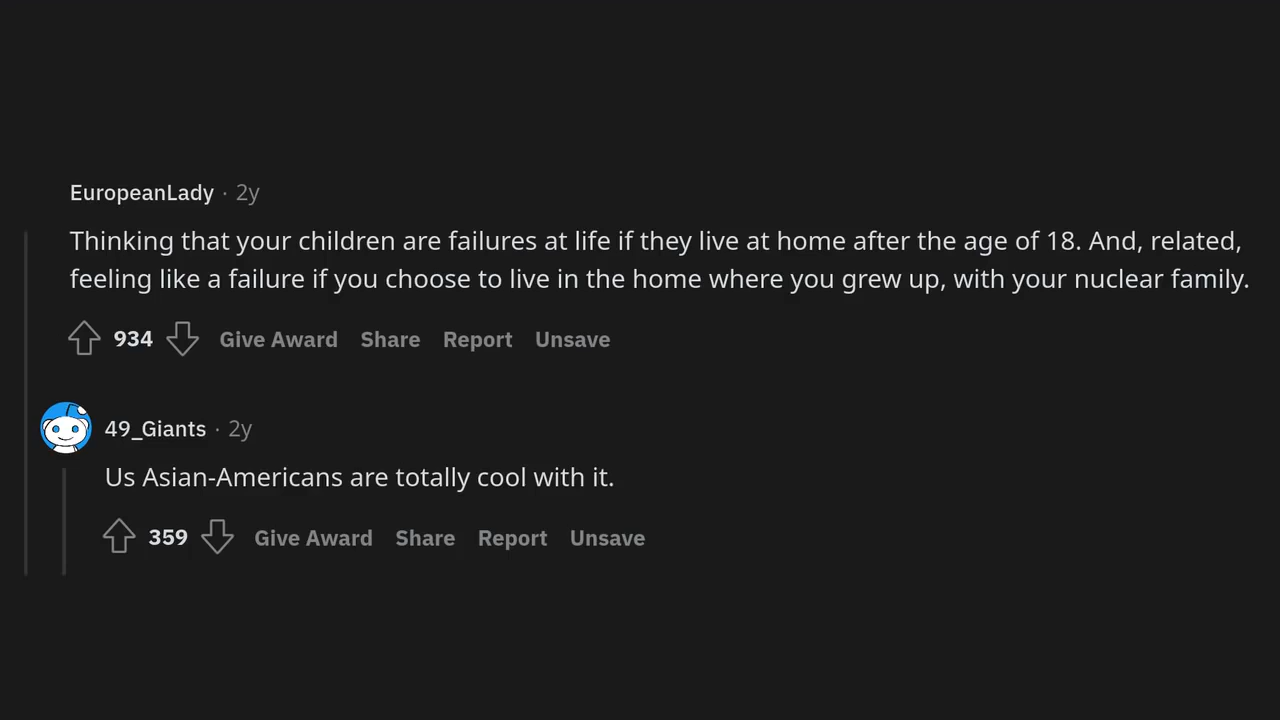 EuropeanLady · 2y
Thinking that your children are failures at life if they live at home after the age of 18. And, related,
feeling like a failure if you choose to live in the home where you grew up, with your nuclear family.
934 Give Award Share Report Unsave
49_Giants · 2y
Us Asian-Americans are totally cool with it.
359 Give Award Share Report Unsave